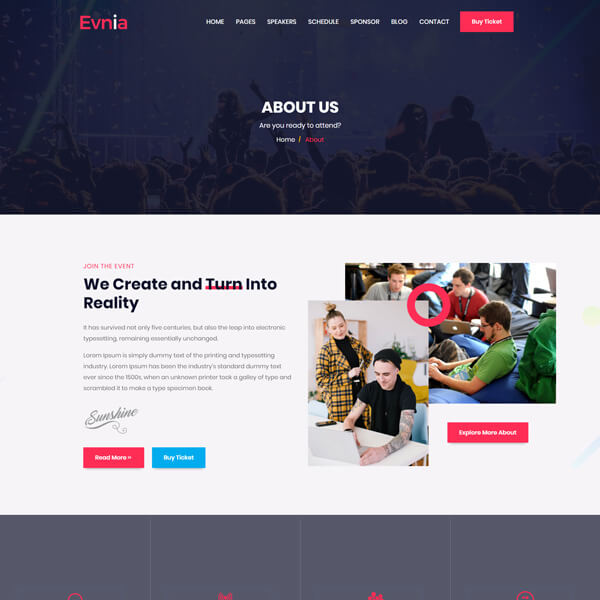 Evnia
HOME PAGES SPEAKERS SCHEDULE SPONSOR BLOG CONTACT Buy Ticket
ABOUT US
Are you ready to attend?
Home / About
JOIN THE EVENT
We Create and Turn Into
Reality
It has survived not only five centuries, but also the leap into electronic
typesetting, remaining essentially unchanged.
Lorem Ipsum is simply dummy text of the printing and typesetting
industry. Lorem Ipsum has been the industry's standard dummy text
ever since the 1500s, when an unknown printer took a galley of type and
scrambled it to make a type specimen book.
Sunshine
Read More »
Buy Ticket
Explore More About